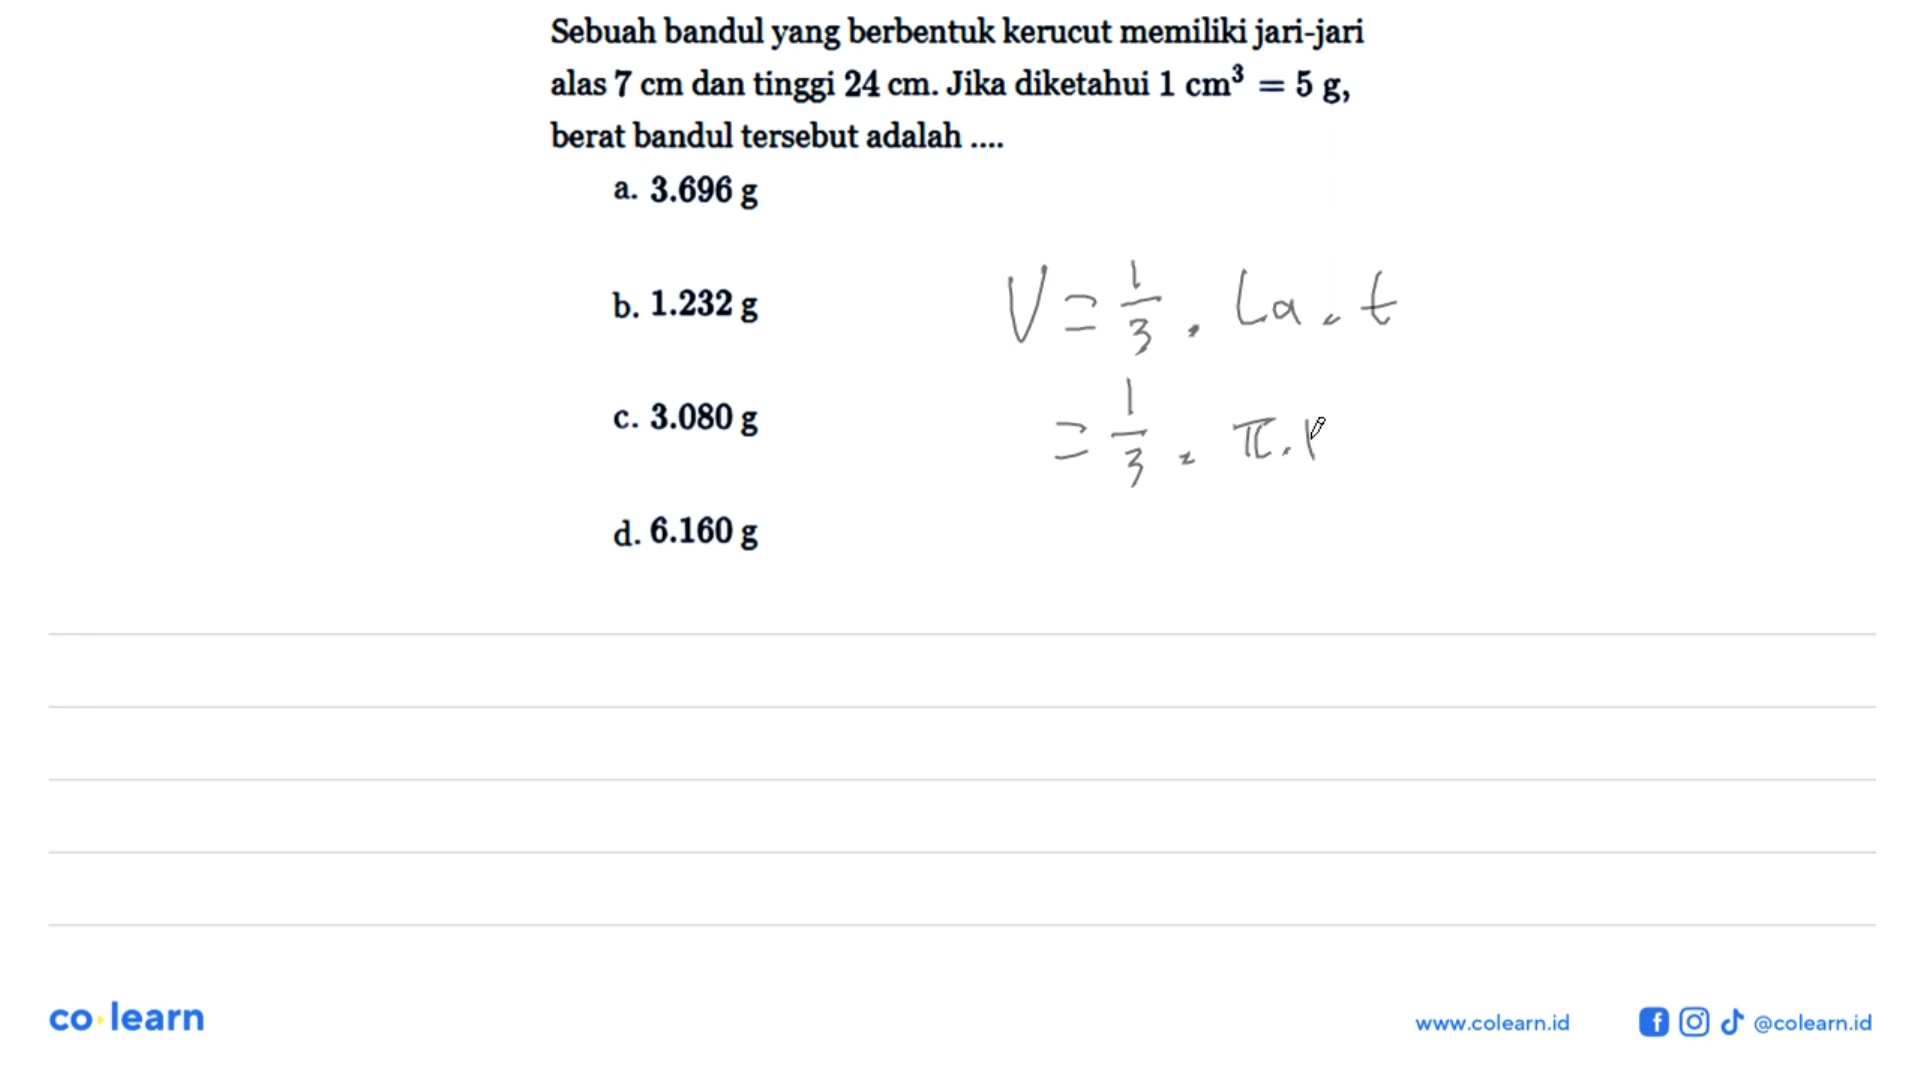 Sebuah bandul yang berbentuk kerucut memiliki jari-jari
alas 7 cm dan tinggi 24 cm. Jika diketahui 1 cm³ = 5 g,
berat bandul tersebut adalah ....
a. 3.696 g
b. 1.232 g
c. 3.080 g
d. 6.160 g
V = 1/3 . La . t
= 1/3 . π . r
co learn
www.colearn.id
@colearn.id